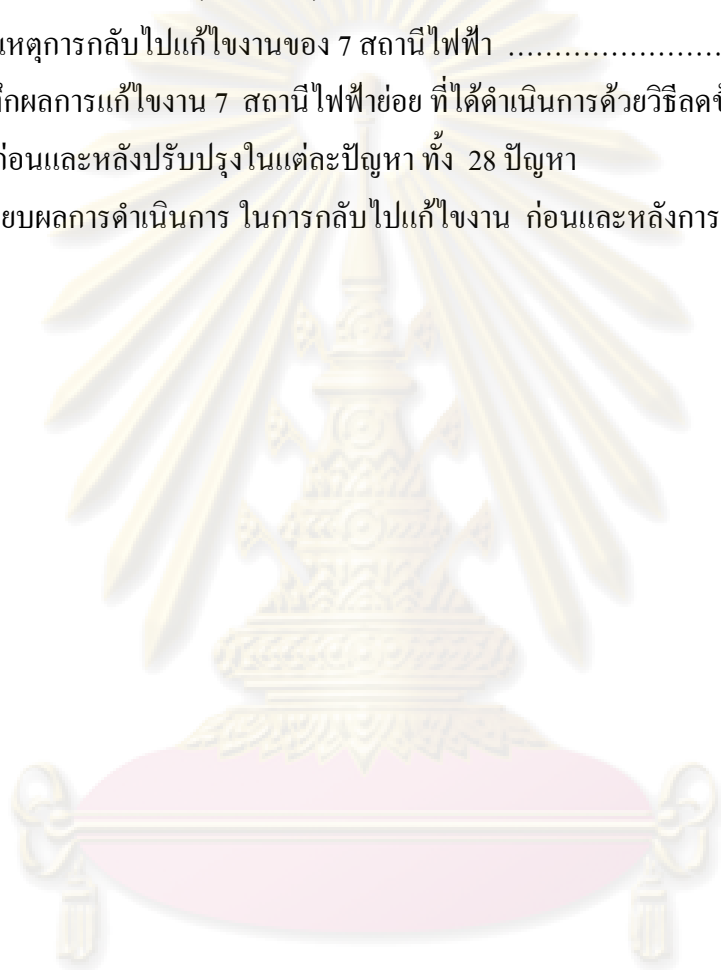 เหตุการกลับไปแก้ไขงานของ 7 สถานีไฟฟ้า ........................
ผลการแก้ไขงาน 7 สถานีไฟฟ้าย่อย ที่ได้ดำเนินการด้วยวิธีลด
ก่อนและหลังปรับปรุงในแต่ละปัญหา ทั้ง 28 ปัญหา
ยบผลการดำเนินการ ในการกลับไปแก้ไขงาน ก่อนและหลังการ